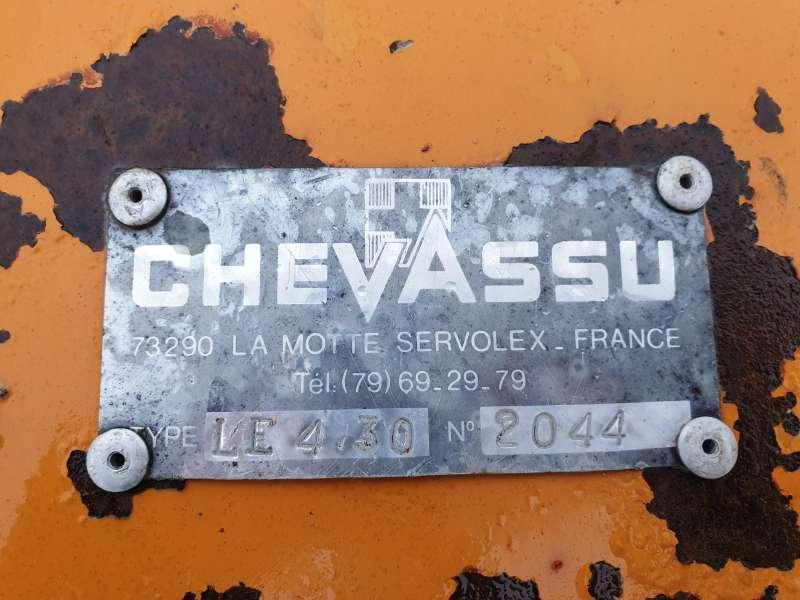 CHEVASSU
73290 LA MOTTE SERVOLEX_FRANCE
Tél.(79)69_29_79
TYPE LE 4.30 N° 2044